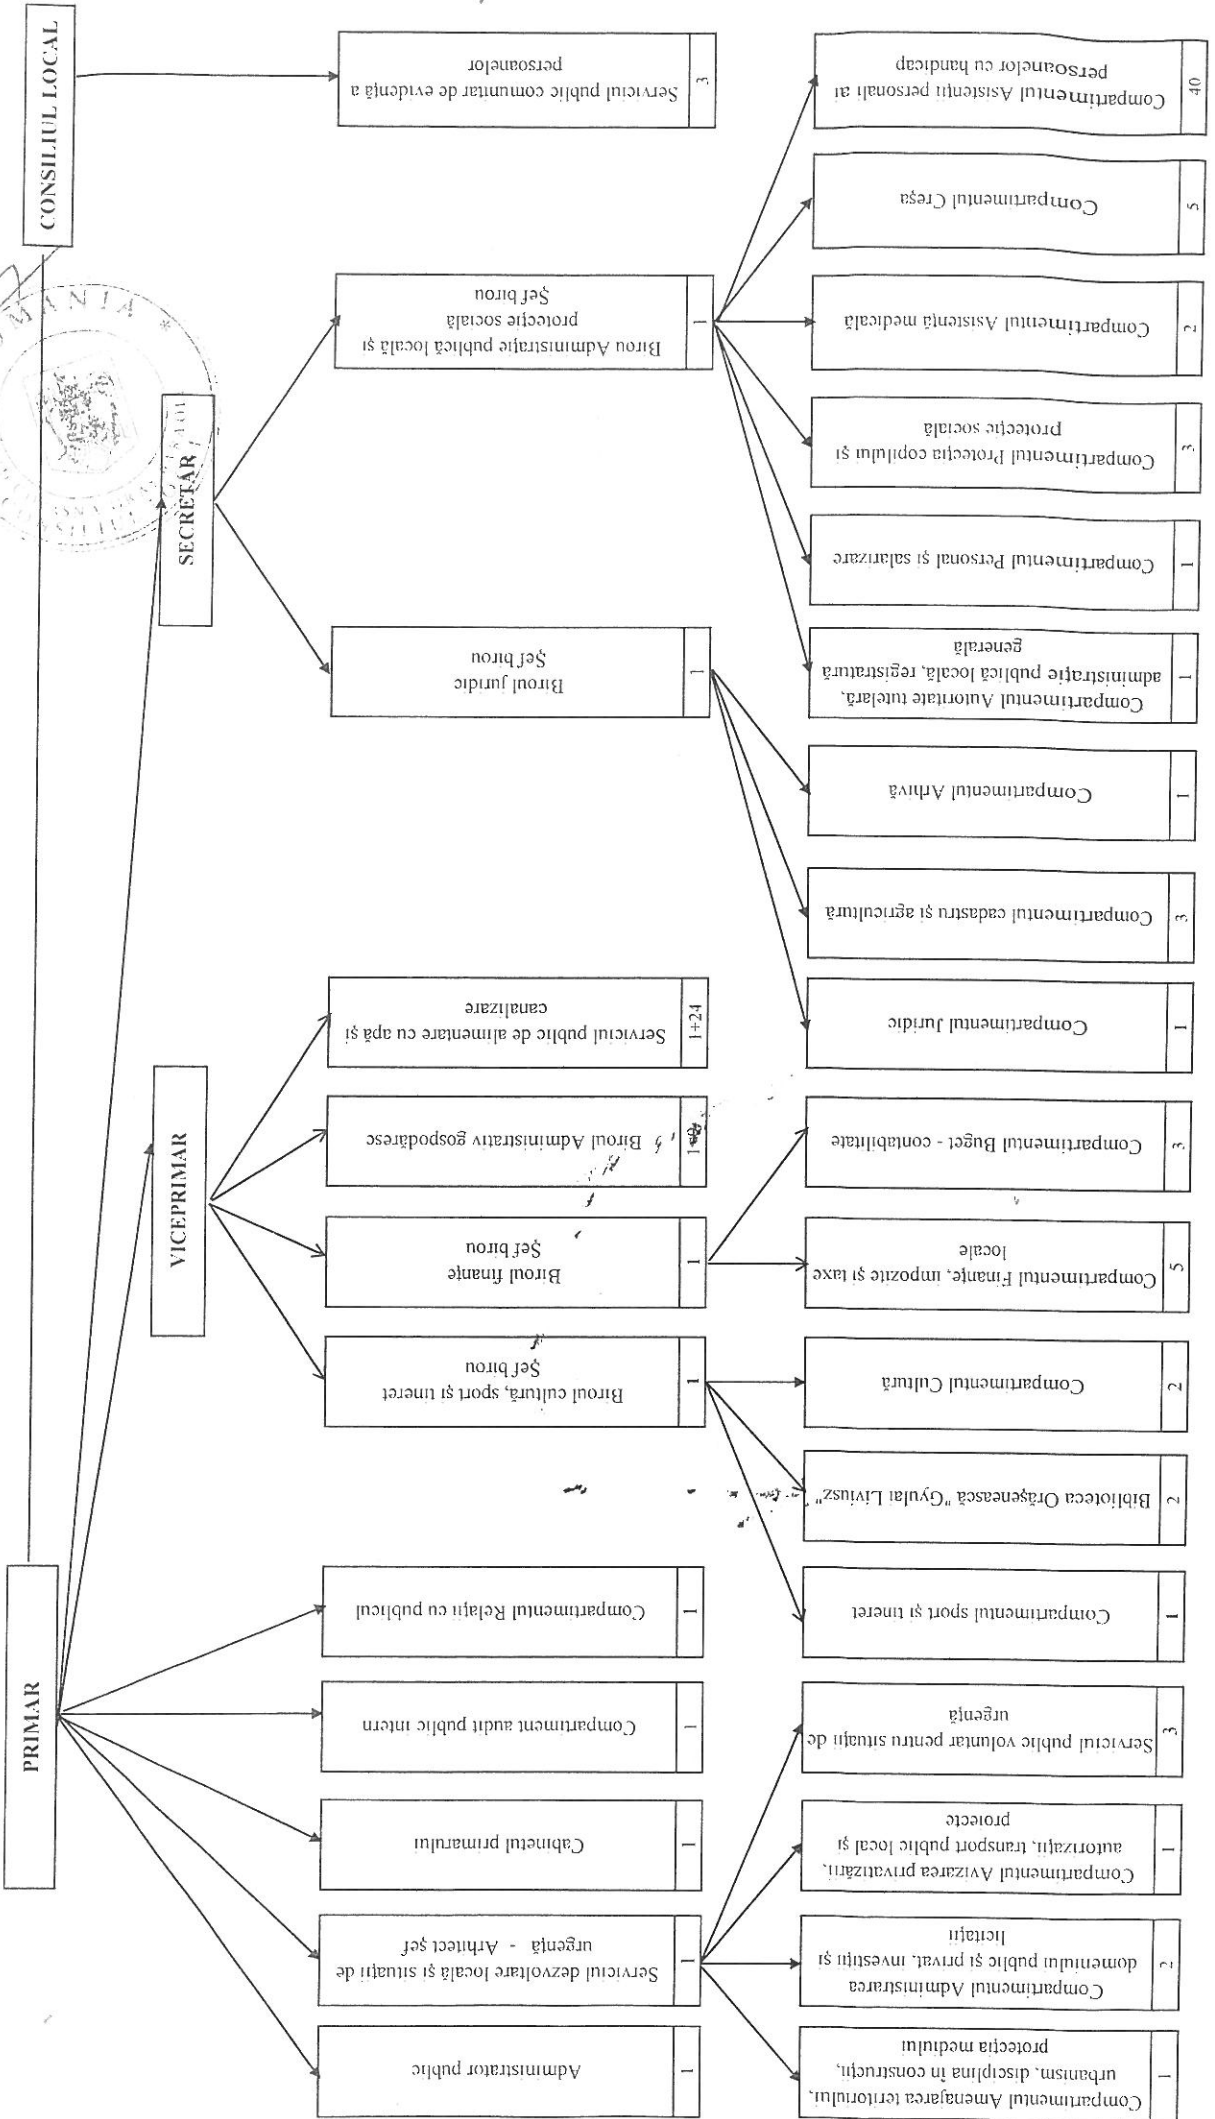 CONSILIUL LOCAL
PRIMAR
SECRETAR
VICEPRIMAR
Serviciul public comunitar de evidență a
persoanelor
3
Birou Administrație publică locală și
protecție socială
Șef birou
1
Biroul juridic
Șef birou
1
Serviciul public de alimentare cu apă și
canalizare
1+24
Biroul Administrativ gospodăresc
Biroul finanțe
Șef birou
1
Biroul cultură, sport și tineret
Șef birou
1
Compartimentul Relații cu publicul
1
Compartiment audit public intern
1
Cabinetul primarului
1
Serviciul dezvoltare locală și situații de
urgență - Arhitect șef
1
Administrator public
1
Compartimentul Asistenții personali ai
persoanelor cu handicap
40
Compartimentul Creșa
5
Compartimentul Asistență medicală
2
Compartimentul Protecția copilului și
protecție socială
3
Compartimentul Personal și salarizare
1
Compartimentul Autoritate tutelară,
administrație publică locală, registratură
generală
1
Compartimentul Arhivă
1
Compartimentul cadastru și agricultură
3
Compartimentul Juridic
1
Compartimentul Buget - contabilitate
3
Compartimentul Finanțe, impozite și taxe
locale
5
Compartimentul Cultură
2
Biblioteca Orășenească "Gyulai Liviusz"
2
Compartimentul sport și tineret
1
Serviciul public voluntar pentru situații de
urgență
3
Compartimentul Avizarea privatizării,
autorizații, transport public local și
proiecte
1
Compartimentul Administrarea
domeniului public și privat, investiții și
licitații
2
Compartimentul Amenajarea teritoriului,
urbanism, disciplina în construcții,
protecția mediului
1